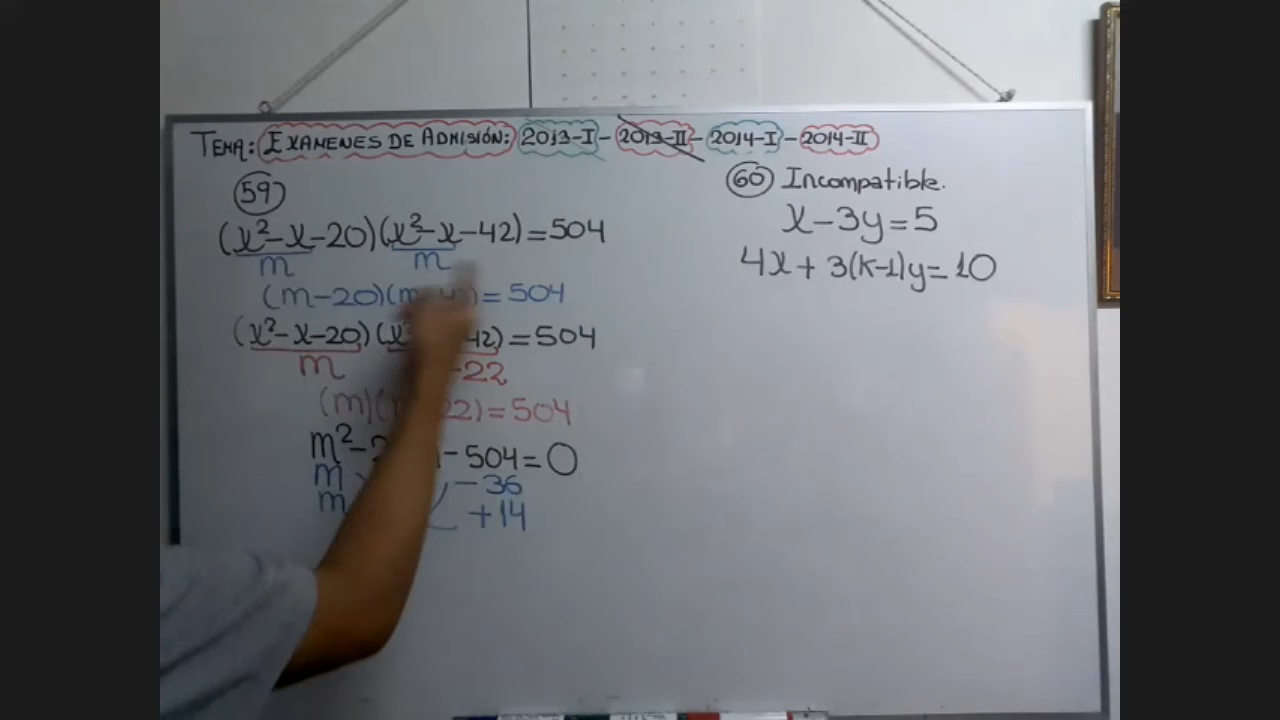 TEMA: EXAMENES DE ADMISIÓN: 2013-I - 2013-II - 2014-I - 2014-II
59
(x²-x-20)(x²-x-42)=504
m m
(m-20)(m =504
(x²-x-20)(x² 42)=504
m -22
(m)( 22)=504
m²-2 -504=0
m -36
m +14
60 Incompatible.
x-3y=5
4x+3(k-1)y=10